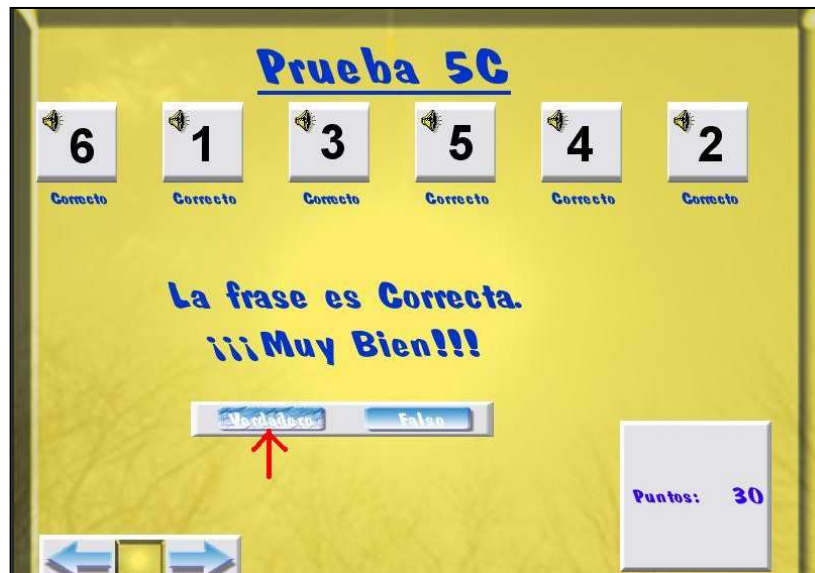 Prueba 5C
6 1 3 5 4 2
Correcto Correcto Correcto Correcto Correcto Correcto
La frase es Correcta.
¡¡¡Muy Bien!!!
Verdadero Falso
Puntos: 30